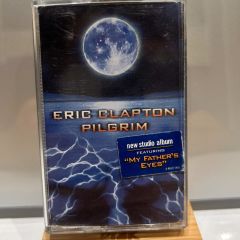 ERIC CLAPTON
PILGRIM
new studio album
FEATURING
"MY FATHER'S
EYES"